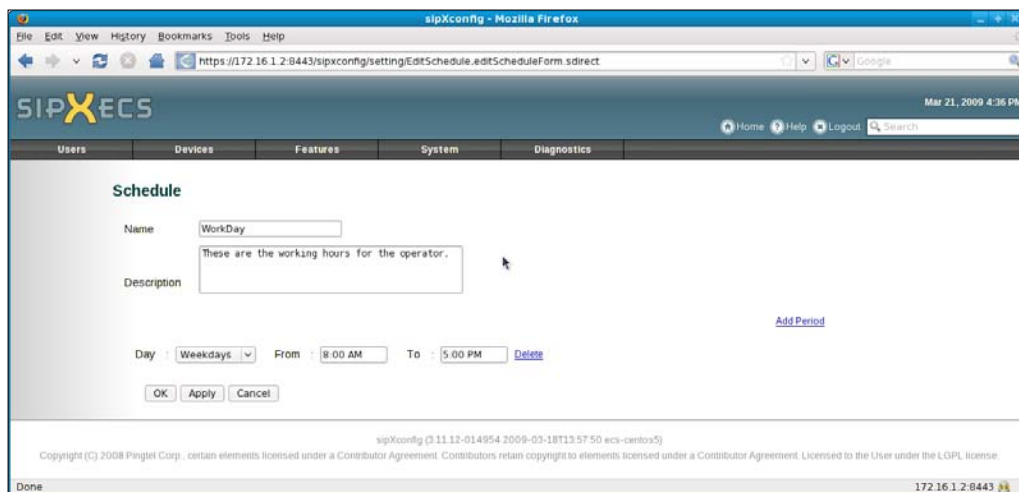 sipXconfig - Mozilla Firefox
File Edit View History Bookmarks Tools Help
https://172.16.1.2:8443/sipxconfig/setting/EditSchedule.editScheduleForm.sdirect
Google
SIPXECS
Mar 21, 2009 4:36 PM
Home Help Logout Search
Users Devices Features System Diagnostics
Schedule
Name WorkDay
These are the working hours for the operator.
Description
Add Period
Day : Weekdays From : 8:00 AM To : 5:00 PM Delete
OK Apply Cancel
sipXconfig (3.11.12-014954 2009-03-18T13:57:50 ecs-centos5)
Copyright (C) 2008 Pingtel Corp., certain elements licensed under a Contributor Agreement. Contributors retain copyright to elements licensed under a Contributor Agreement. Licensed to the User under the LGPL license.
Done 172.16.1.2:8443